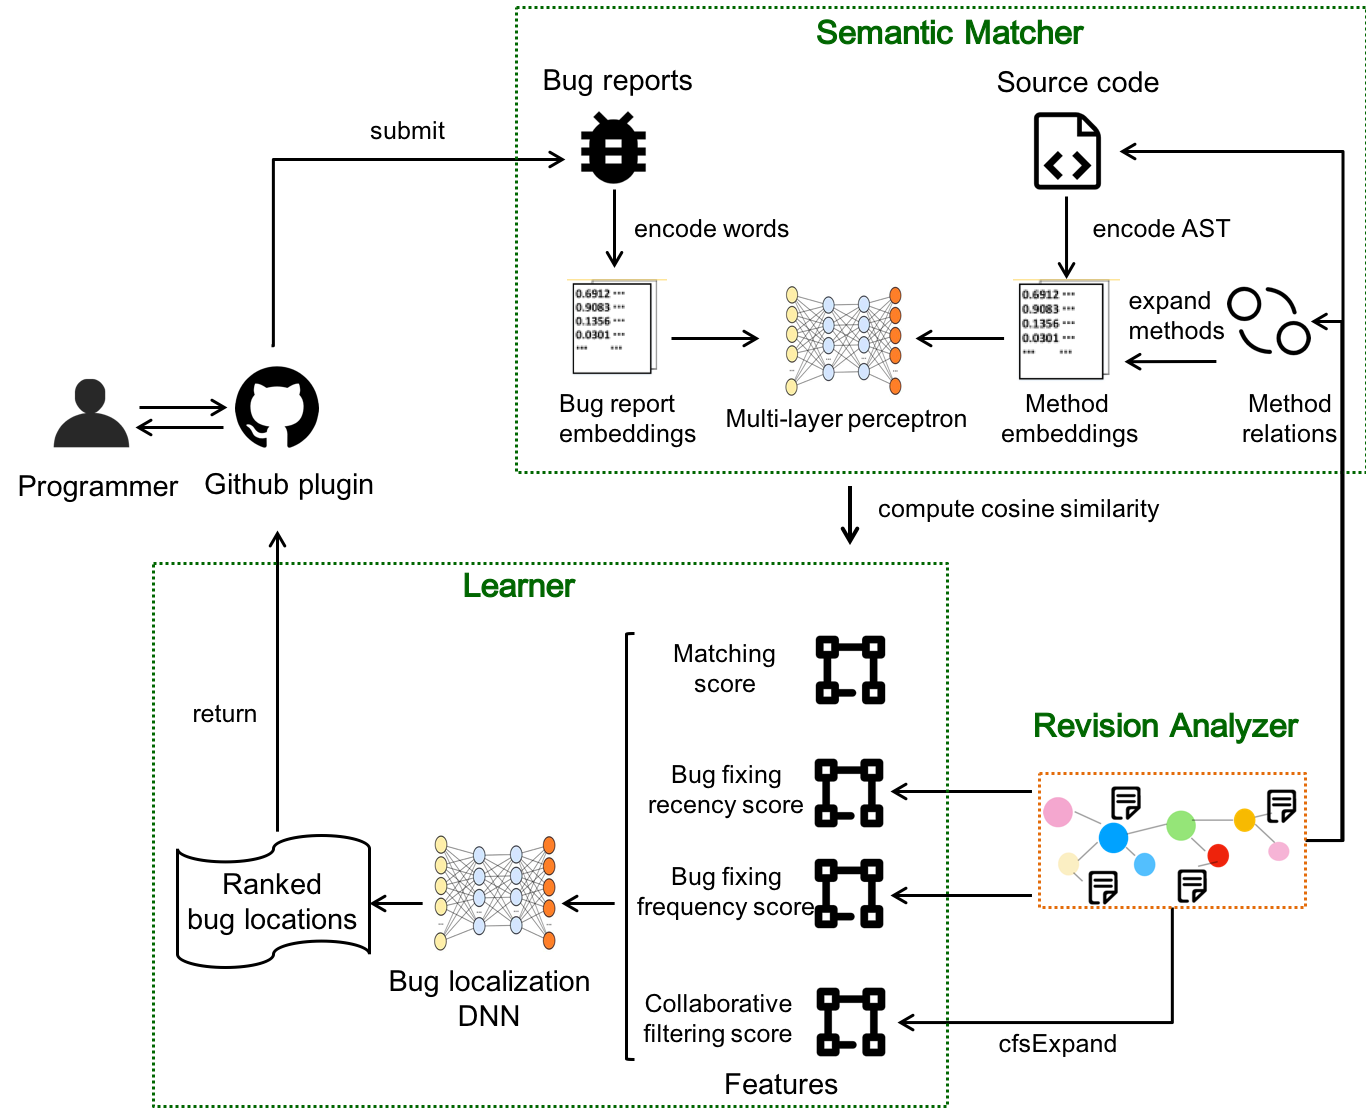 Semantic Matcher
Bug reports
Source code
submit
encode words
encode AST
0.6912 ***
0.9083 ***
0.1356 ***
0.0301 ***
*** ***
0.6912 ***
0.9083 ***
0.1356 ***
0.0301 ***
*** ***
expand
methods
Bug report
embeddings
Multi-layer perceptron
Method
embeddings
Method
relations
Programmer
Github plugin
compute cosine similarity
Learner
Matching
score
return
Revision Analyzer
Bug fixing
recency score
Bug fixing
frequency score
Ranked
bug locations
Bug localization
DNN
Collaborative
filtering score
cfsExpand
Features